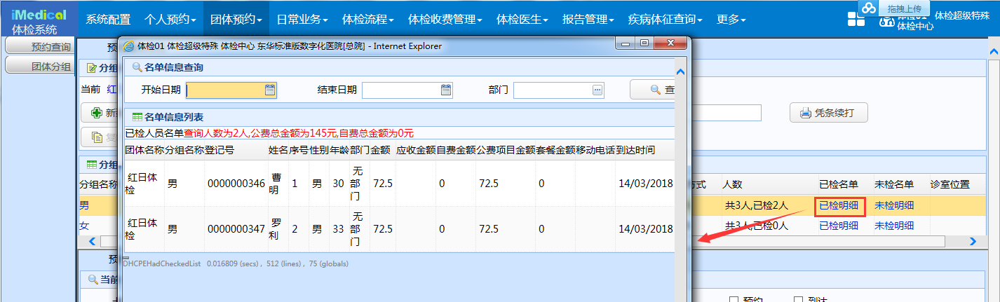 iMedical
体检系统
系统配置 个人预约 团体预约 日常业务 体检流程 体检收费管理 体检医生 报告管理 疾病体征查询 更多
拖拽上传
体检01 体检超级特殊
体检中心
预约查询
团体分组
预
体检01 体检超级特殊 体检中心 东华标准版数字化医院[总院] - Internet Explorer
分组
名单信息查询
当前 红
开始日期 结束日期 部门 查
新
复
凭条续打
名单信息列表
已检人员名单查询人数为2人,公费总金额为145元,自费总金额为0元
团体名称 分组名称 登记号 姓名 序号 性别 年龄 部门 金额 应收金额 自费金额 公费项目金额 套餐金额 移动电话 到达时间
红日体检 男 0000000346 曹明 1 男 30 无部门 72.5 0 72.5 0 14/03/2018
红日体检 男 0000000347 罗利 2 男 33 无部门 72.5 0 72.5 0 14/03/2018
DHCPEHadCheckedList 0.016809 (secs) , 512 (lines) , 75 (globals)
分组
分组名称 方式 人数 已检名单 未检名单 诊室位置
男 共3人,已检2人 已检明细 未检明细
女 共3人,已检0人 已检明细 未检明细
预
当前
预约 到达